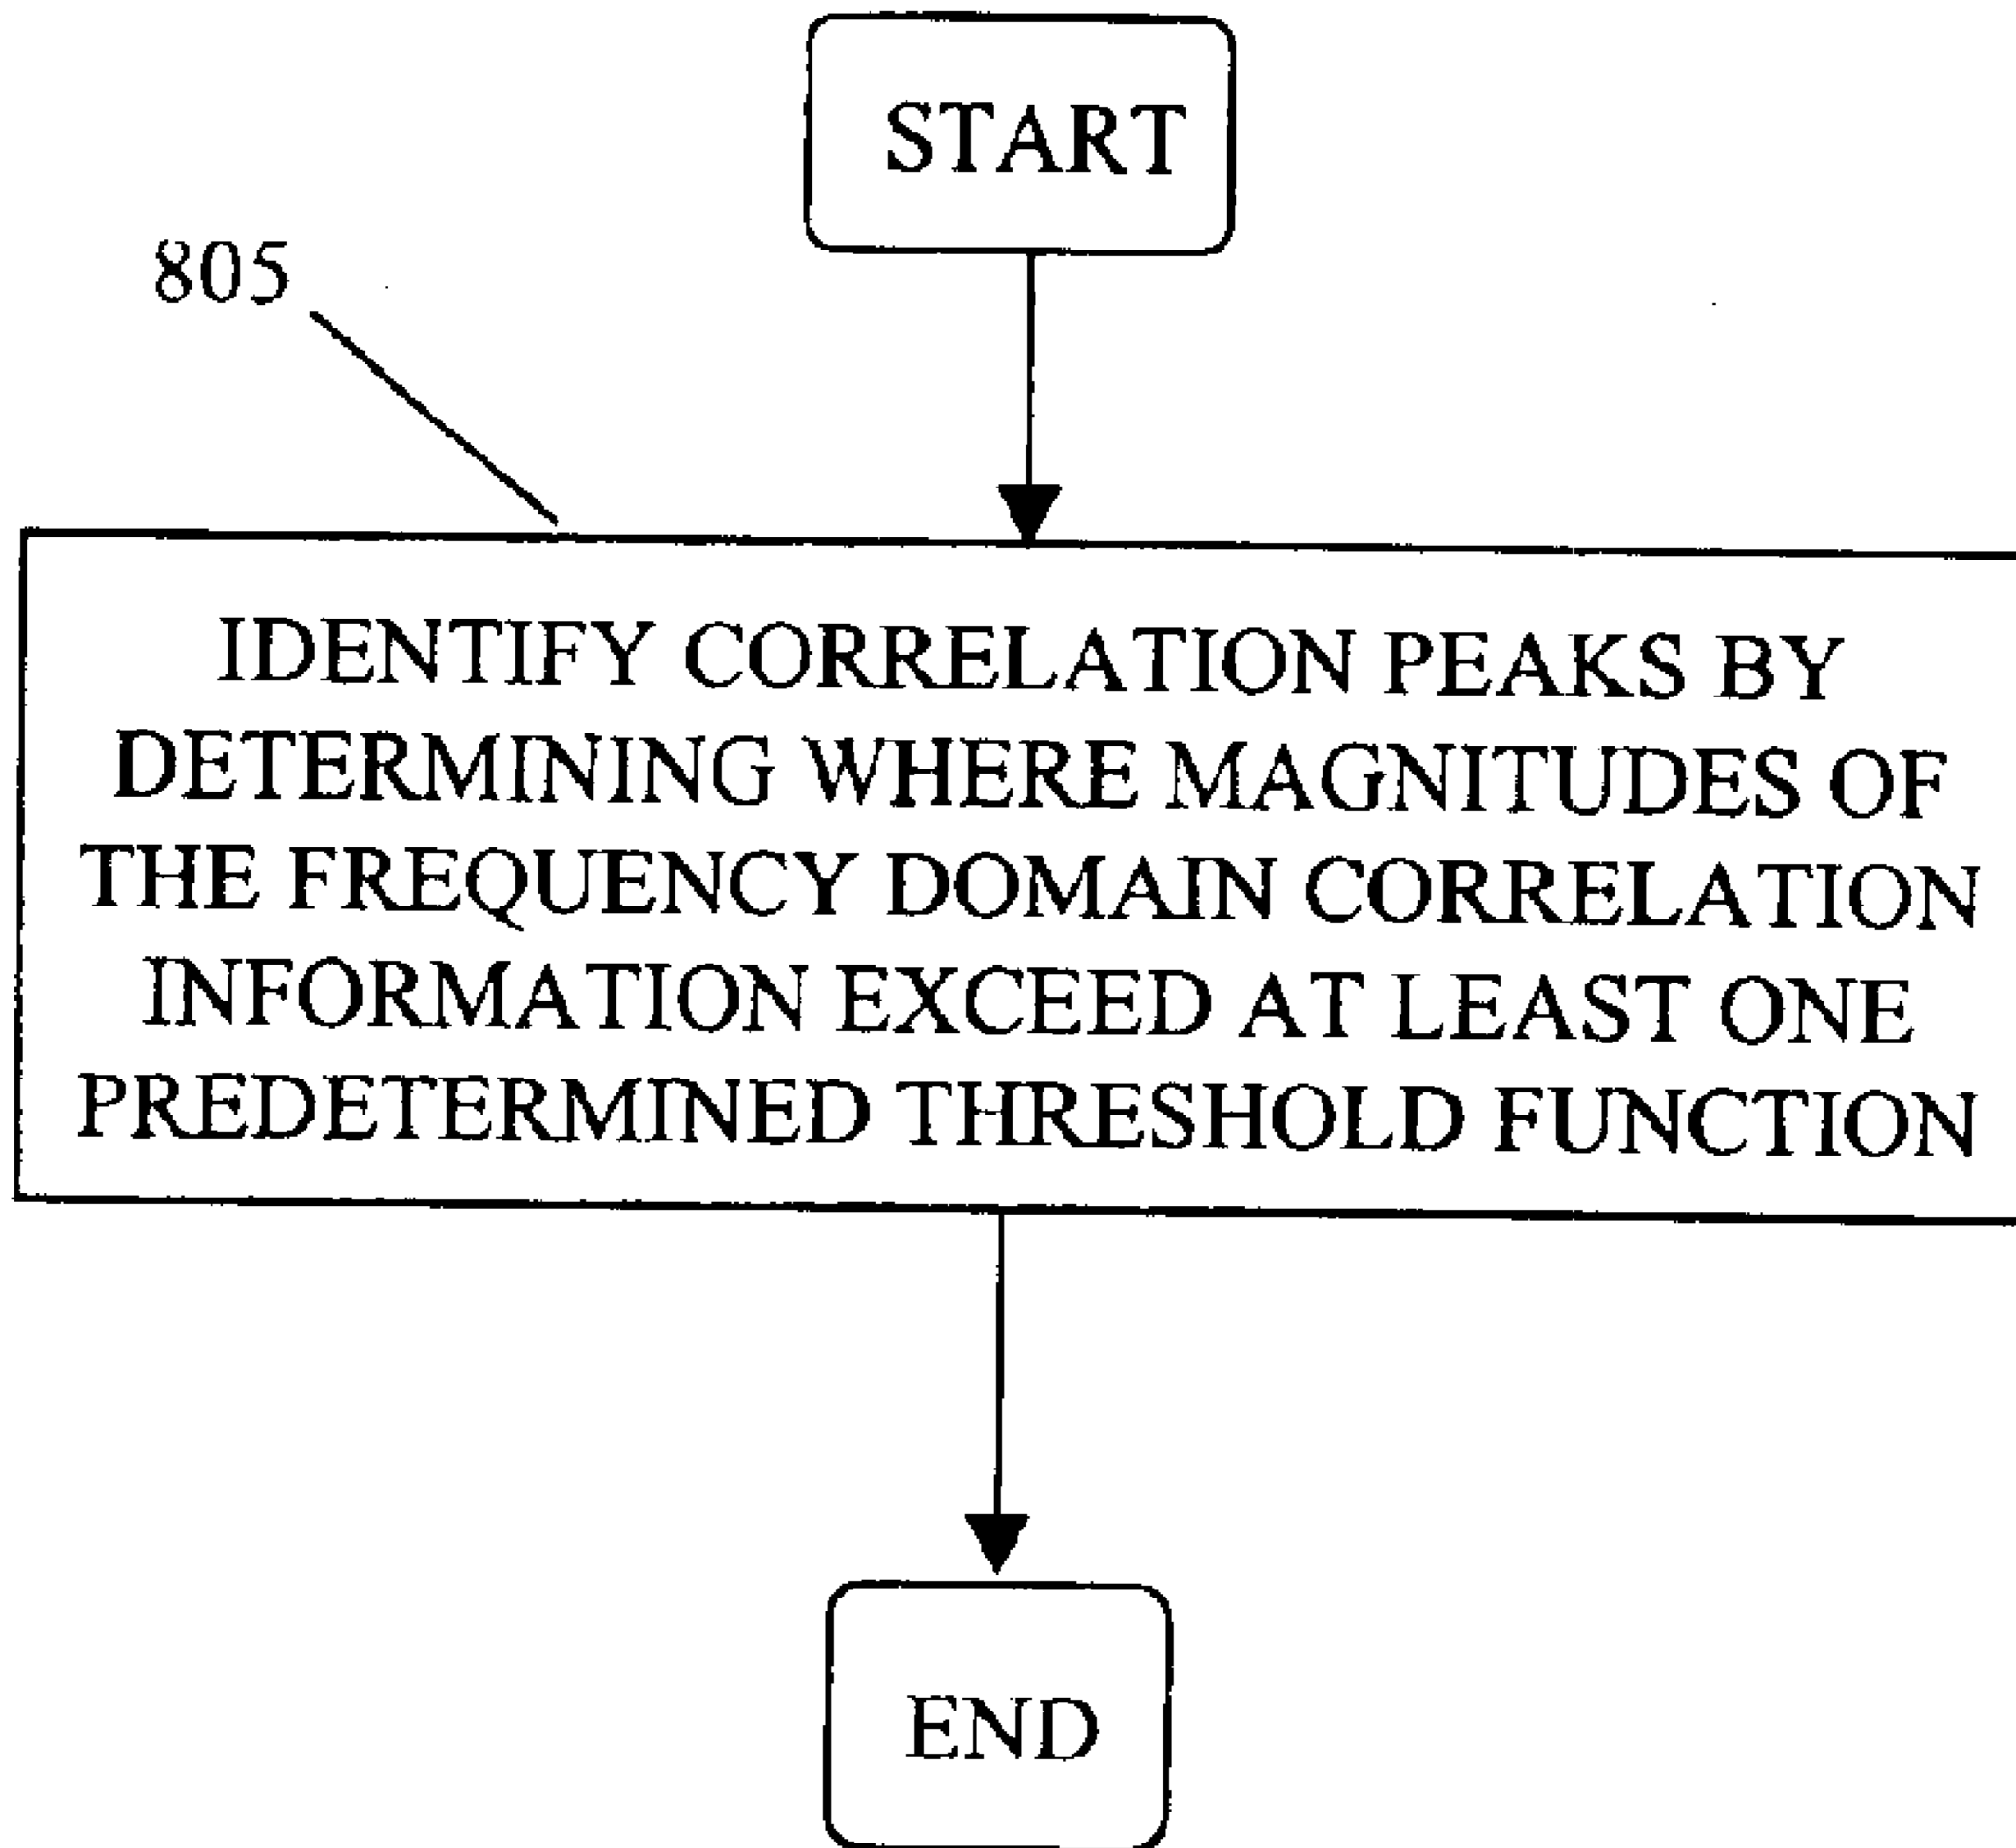 START
805
IDENTIFY CORRELATION PEAKS BY
DETERMINING WHERE MAGNITUDES OF
THE FREQUENCY DOMAIN CORRELATION
INFORMATION EXCEED AT LEAST ONE
PREDETERMINED THRESHOLD FUNCTION
END